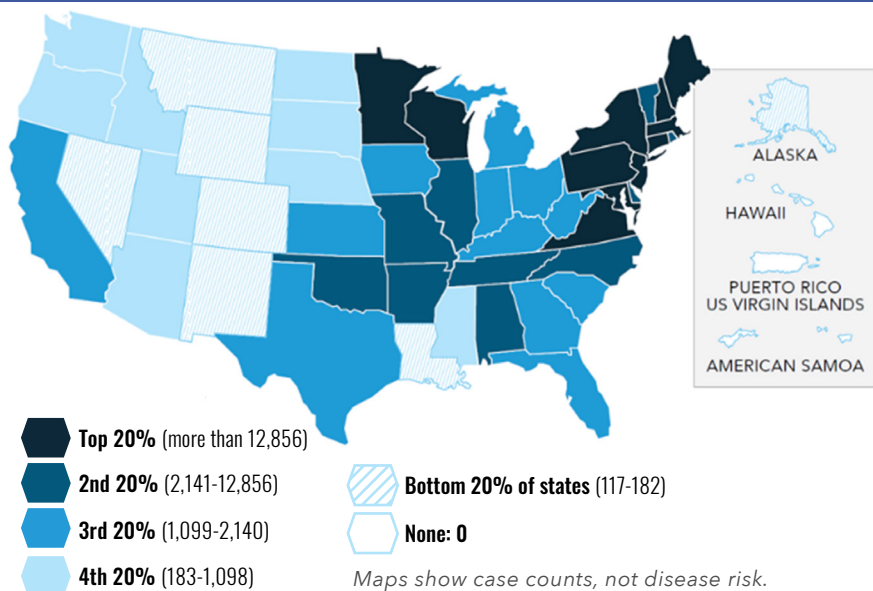 ALASKA
HAWAII
PUERTO RICO
US VIRGIN ISLANDS
AMERICAN SAMOA
Top 20% (more than 12,856)
2nd 20% (2,141-12,856)
3rd 20% (1,099-2,140)
4th 20% (183-1,098)
Bottom 20% of states (117-182)
None: 0
Maps show case counts, not disease risk.